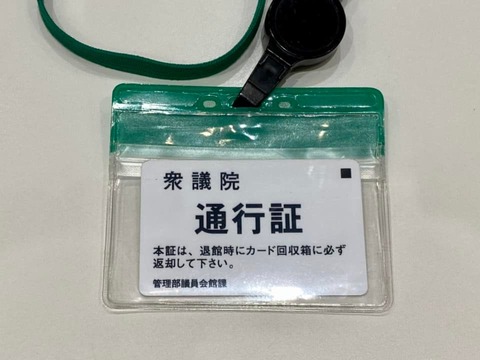 衆議院
通行証
本証は、退館時にカード回収箱に必ず
返却して下さい。
管理部議員会館課